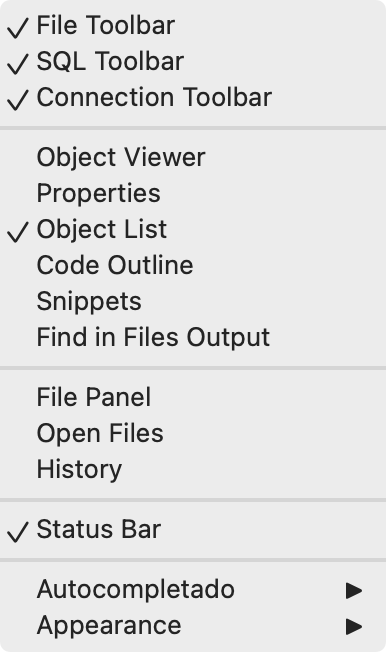 File Toolbar
SQL Toolbar
Connection Toolbar
Object Viewer
Properties
Object List
Code Outline
Snippets
Find in Files Output
File Panel
Open Files
History
Status Bar
Autocompletado
Appearance